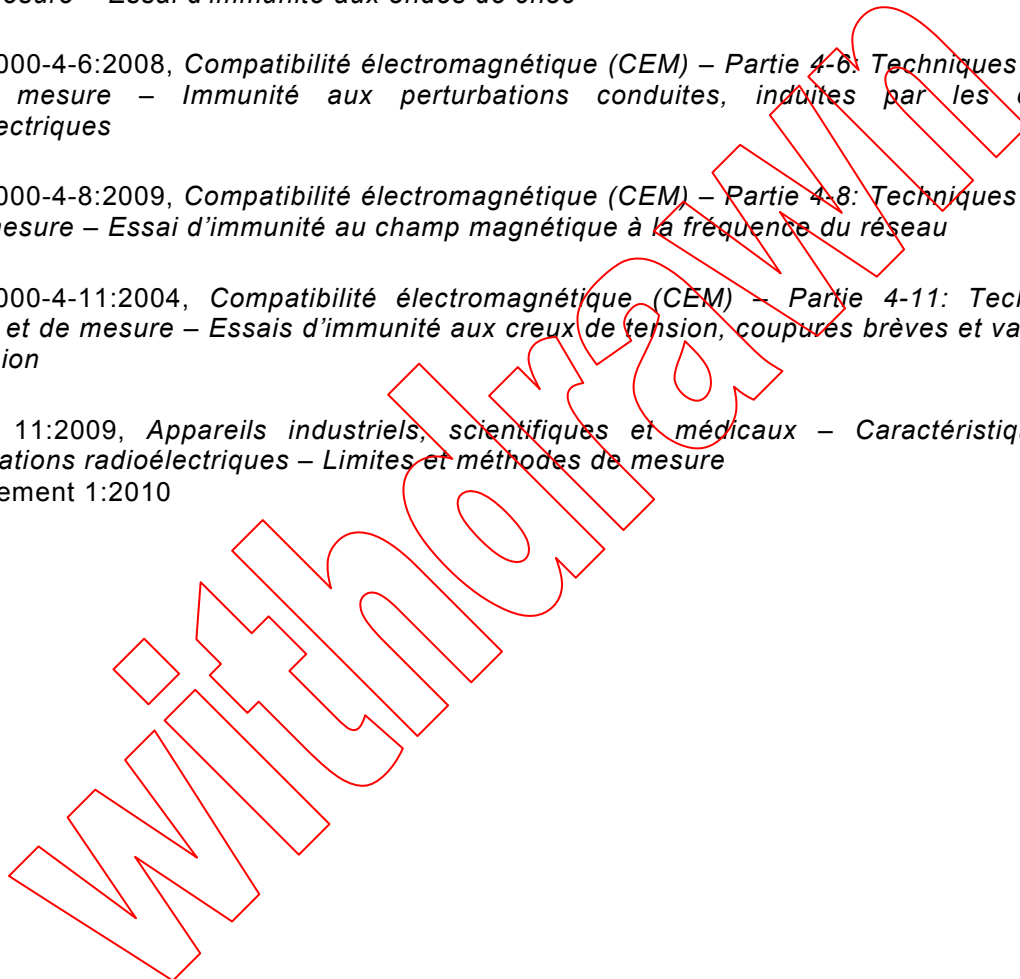 mesure – Essai d'immunité aux ondes de choc
000-4-6:2008, Compatibilité électromagnétique (CEM) – Partie 4-6: Techniques
mesure – Immunité aux perturbations conduites, induites par les
ectriques
000-4-8:2009, Compatibilité électromagnétique (CEM) – Partie 4-8: Techniques
mesure – Essai d'immunité au champ magnétique à la fréquence du réseau
000-4-11:2004, Compatibilité électromagnétique (CEM) – Partie 4-11: Tech
et de mesure – Essais d'immunité aux creux de tension, coupures brèves et va
sion
11:2009, Appareils industriels, scientifiques et médicaux – Caractéristiqu
ations radioélectriques – Limites et méthodes de mesure
ement 1:2010
withdrawn